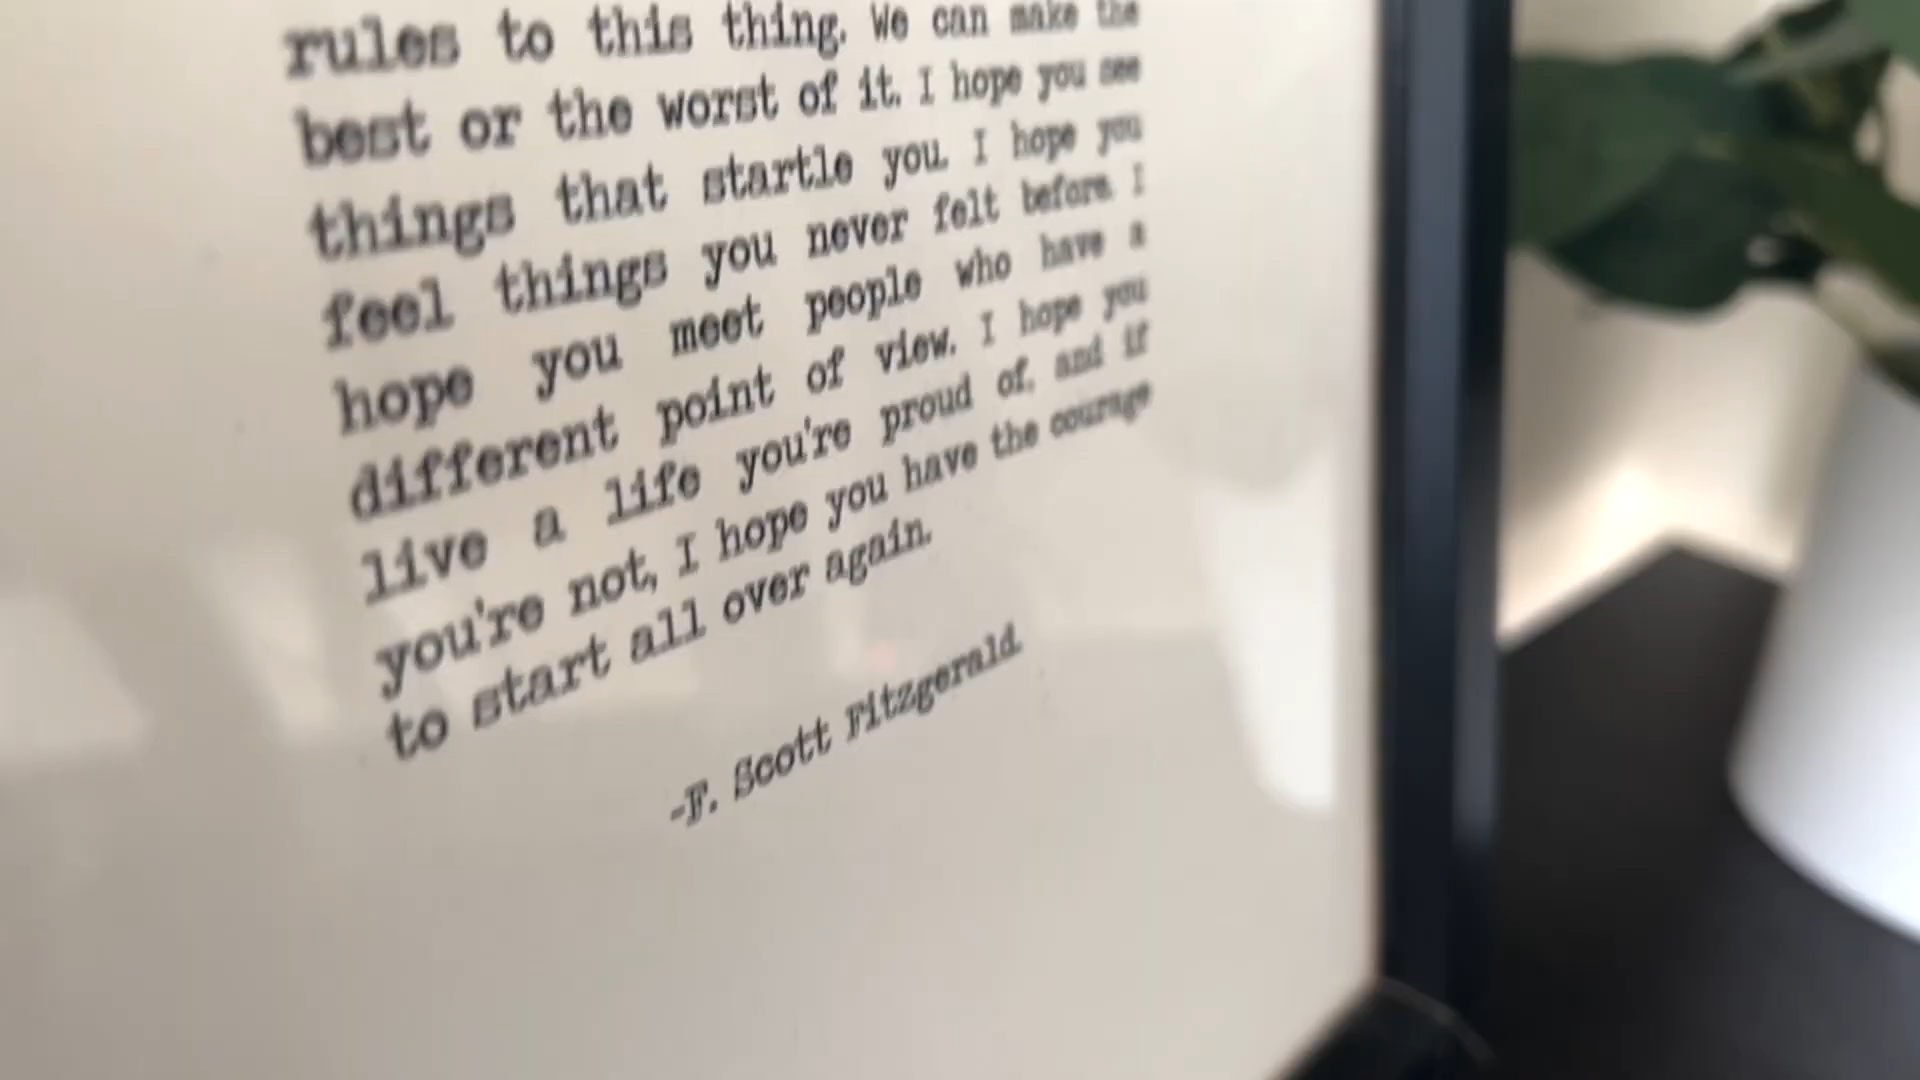 rules to this thing. We can make the
best or the worst of it. I hope you see
things that startle you. I hope you
feel things you never felt before. I
hope you meet people who have a
different point of view. I hope you
live a life you're proud of, and if
you're not, I hope you have the courage
to start all over again.
-F. Scott Fitzgerald